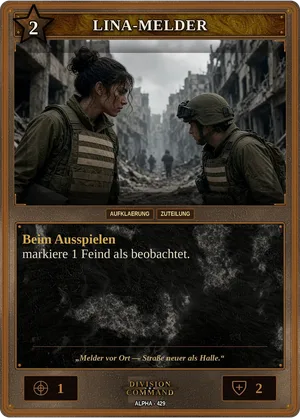 2
LINA-MELDER
AUFKLAERUNG
ZUTEILUNG
Beim Ausspielen
markiere 1 Feind als beobachtet.
„Melder vor Ort — Straße neuer als Halle.“
1
DIVISION
COMMAND
ALPHA · 429
2